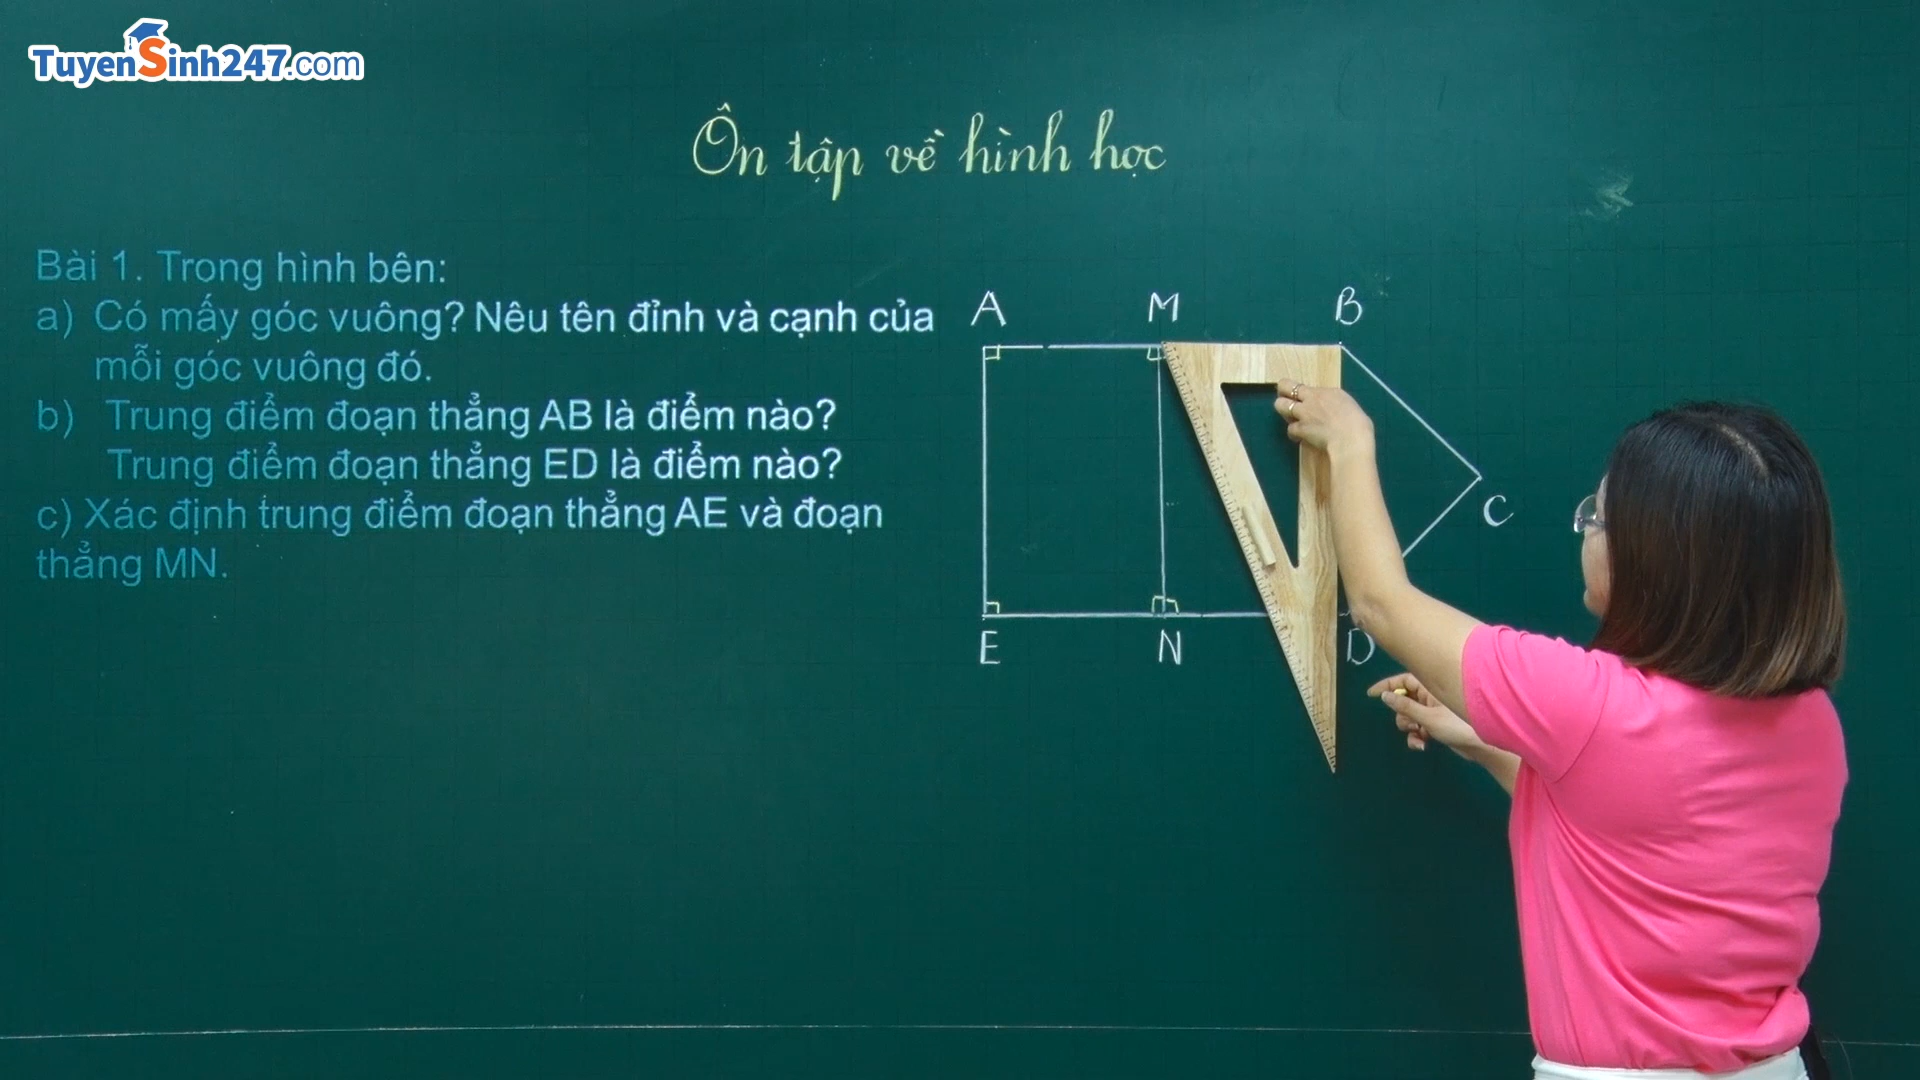 TuyenSinh247.com
Ôn tập về hình học
Bài 1. Trong hình bên:
a) Có mấy góc vuông? Nêu tên đỉnh và cạnh của
mỗi góc vuông đó.
b) Trung điểm đoạn thẳng AB là điểm nào?
Trung điểm đoạn thẳng ED là điểm nào?
c) Xác định trung điểm đoạn thẳng AE và đoạn
thẳng MN.
A M B
C
E N D